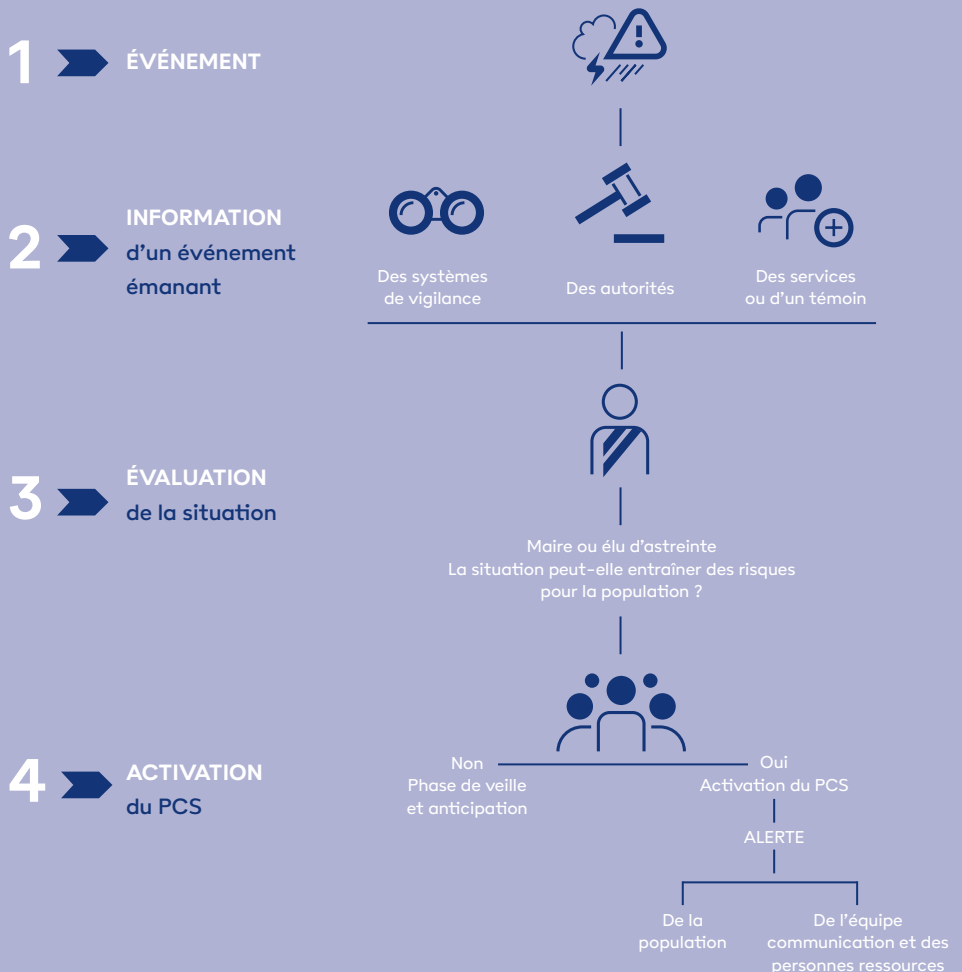 1
ÉVÉNEMENT
2
INFORMATION
d'un événement
émanant
Des systèmes
de vigilance
Des autorités
Des services
ou d'un témoin
3
ÉVALUATION
de la situation
Maire ou élu d'astreinte
La situation peut-elle entraîner des risques
pour la population ?
4
ACTIVATION
du PCS
Non
Phase de veille
et anticipation
Oui
Activation du PCS
ALERTE
De la
population
De l'équipe
communication et des
personnes ressources